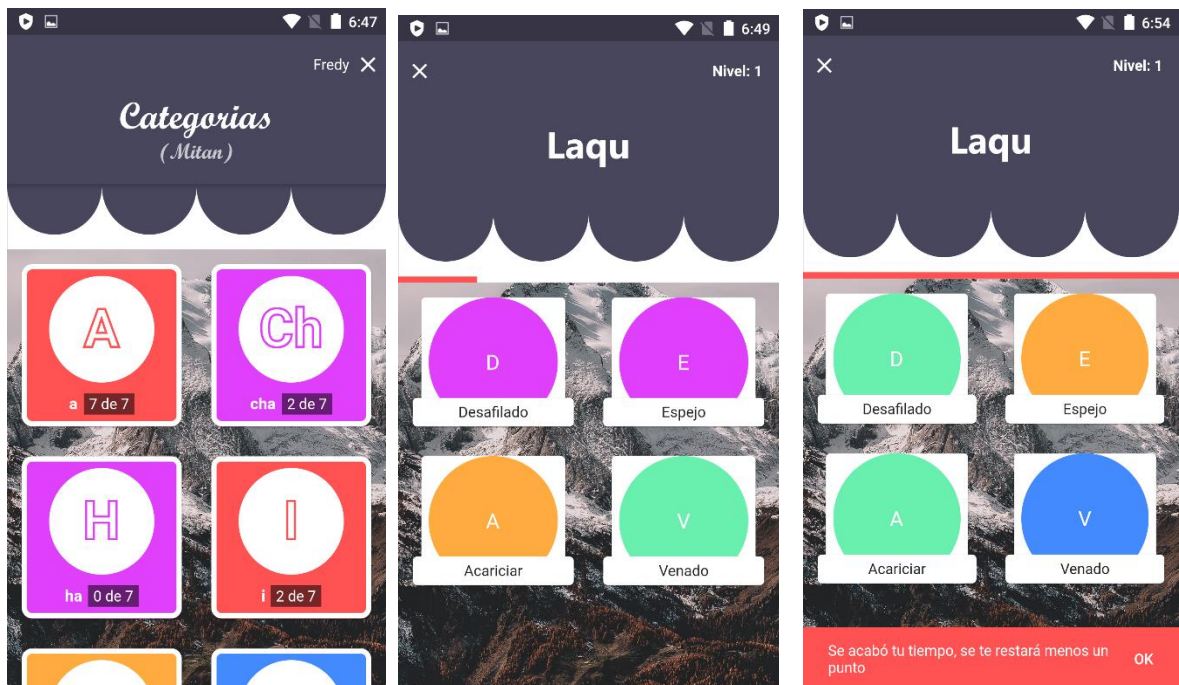 6:47
Fredy
Categorias
(Mitan)
A
Ch
a 7 de 7
cha 2 de 7
H
I
ha 0 de 7
i 2 de 7
6:49
Nivel: 1
Laqu
D
E
Desafilado
Espejo
A
V
Acariciar
Venado
6:54
Nivel: 1
Laqu
D
E
Desafilado
Espejo
A
V
Acariciar
Venado
Se acabó tu tiempo, se te restará menos un
punto
OK